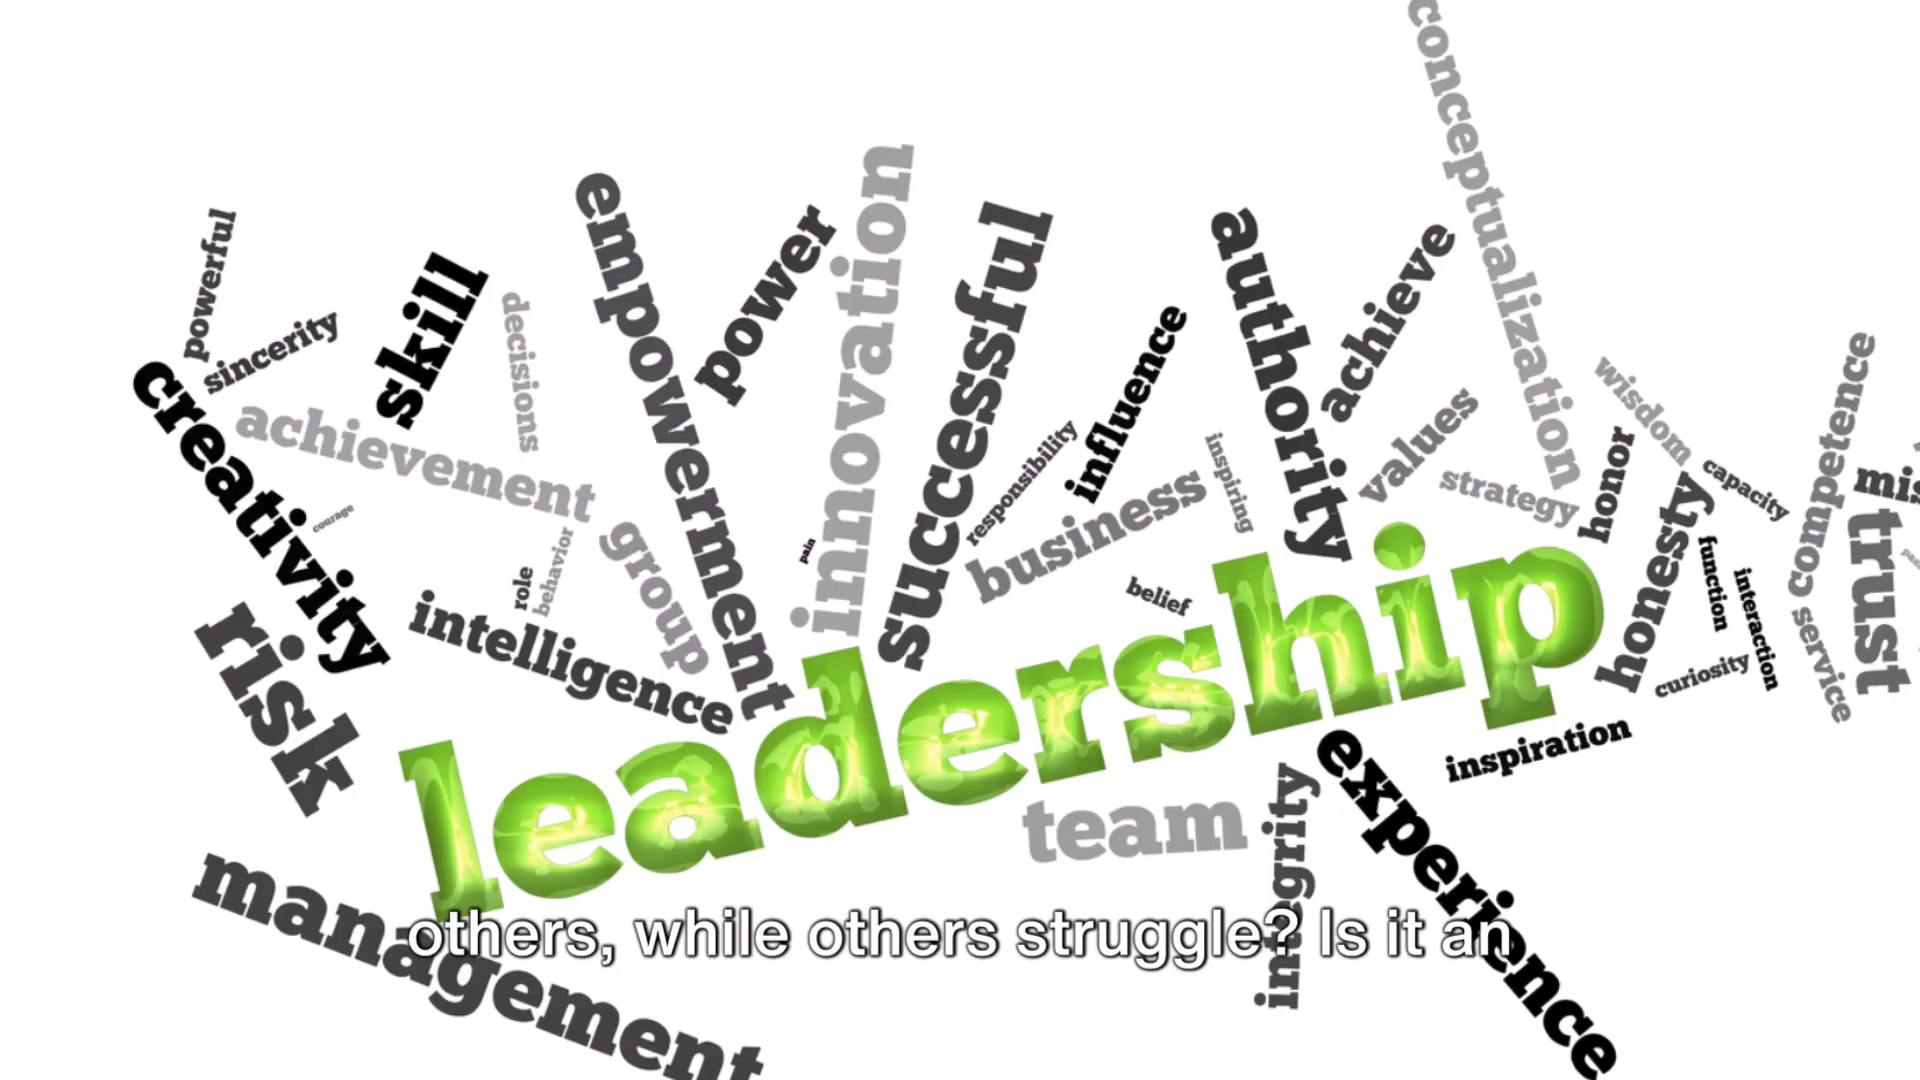 conceptualization
powerful
sincerity
skill
decisions
empowerment
power
innovation
successful
influence
authority
achieve
values
wisdom
honor
capacity
competence
creativity
achievement
courage
behavior
role
group
pain
responsibility
business
inspiring
belief
strategy
honesty
function
interaction
curiosity
service
trust
risk
intelligence
leadership
inspiration
experience
team
integrity
management
others, while others struggle? Is it an